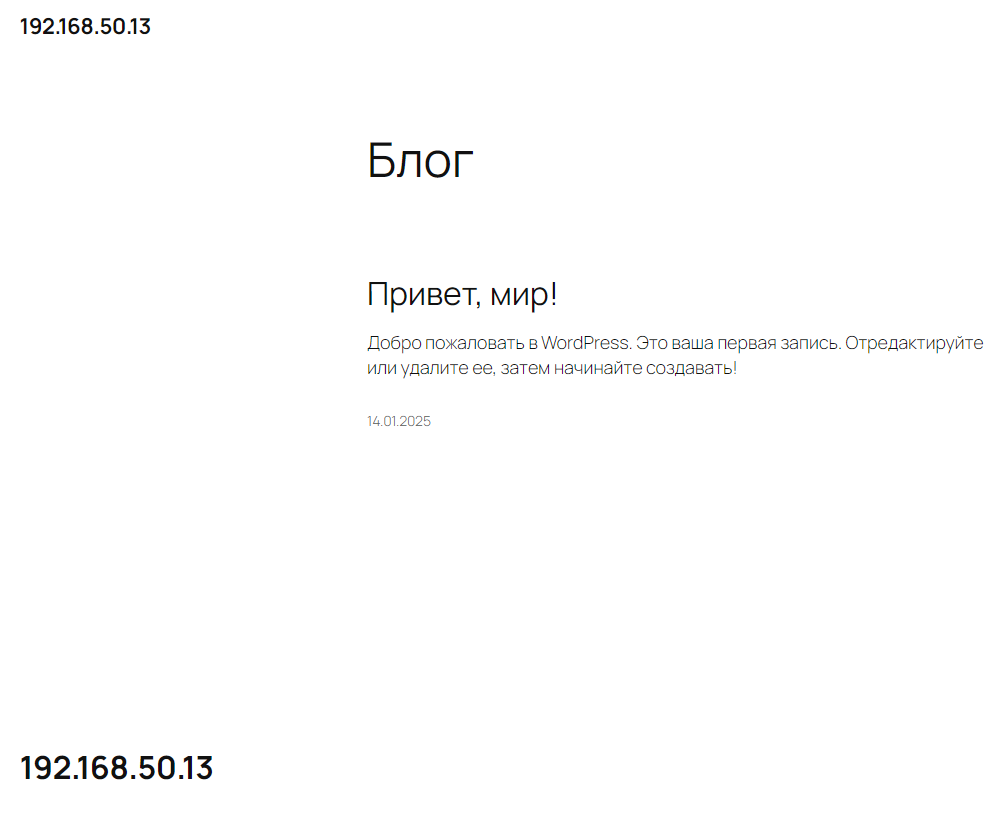 192.168.50.13
Блог
Привет, мир!
Добро пожаловать в WordPress. Это ваша первая запись. Отредактируйте
или удалите ее, затем начинайте создавать!
14.01.2025
192.168.50.13